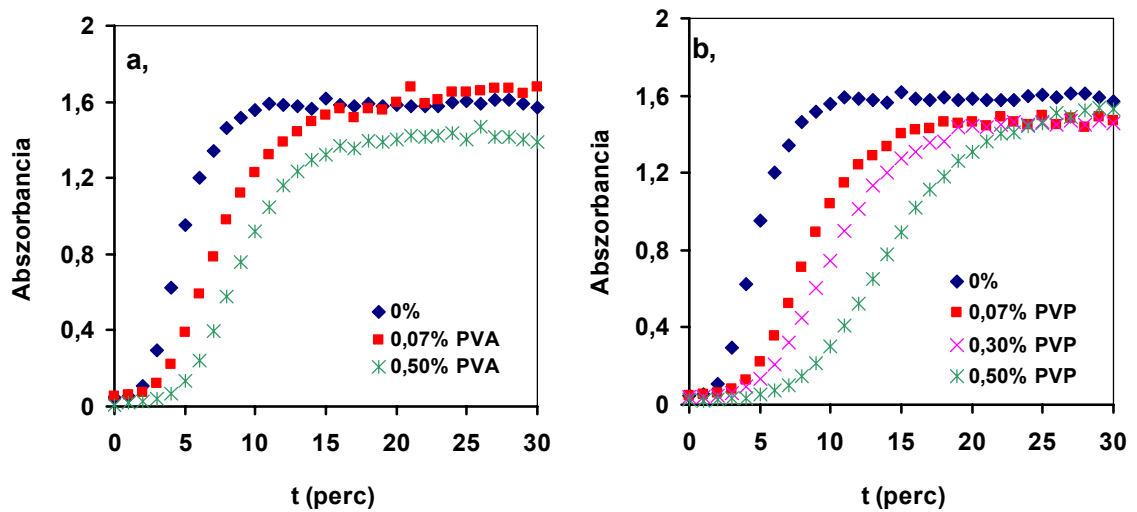 a,
Abszorbancia
2
1,6
1,2
0,8
0,4
0
0 5 10 15 20 25 30
t (perc)
0%
0,07% PVA
0,50% PVA
b,
Abszorbancia
2
1,6
1,2
0,8
0,4
0
0 5 10 15 20 25 30
t (perc)
0%
0,07% PVP
0,30% PVP
0,50% PVP